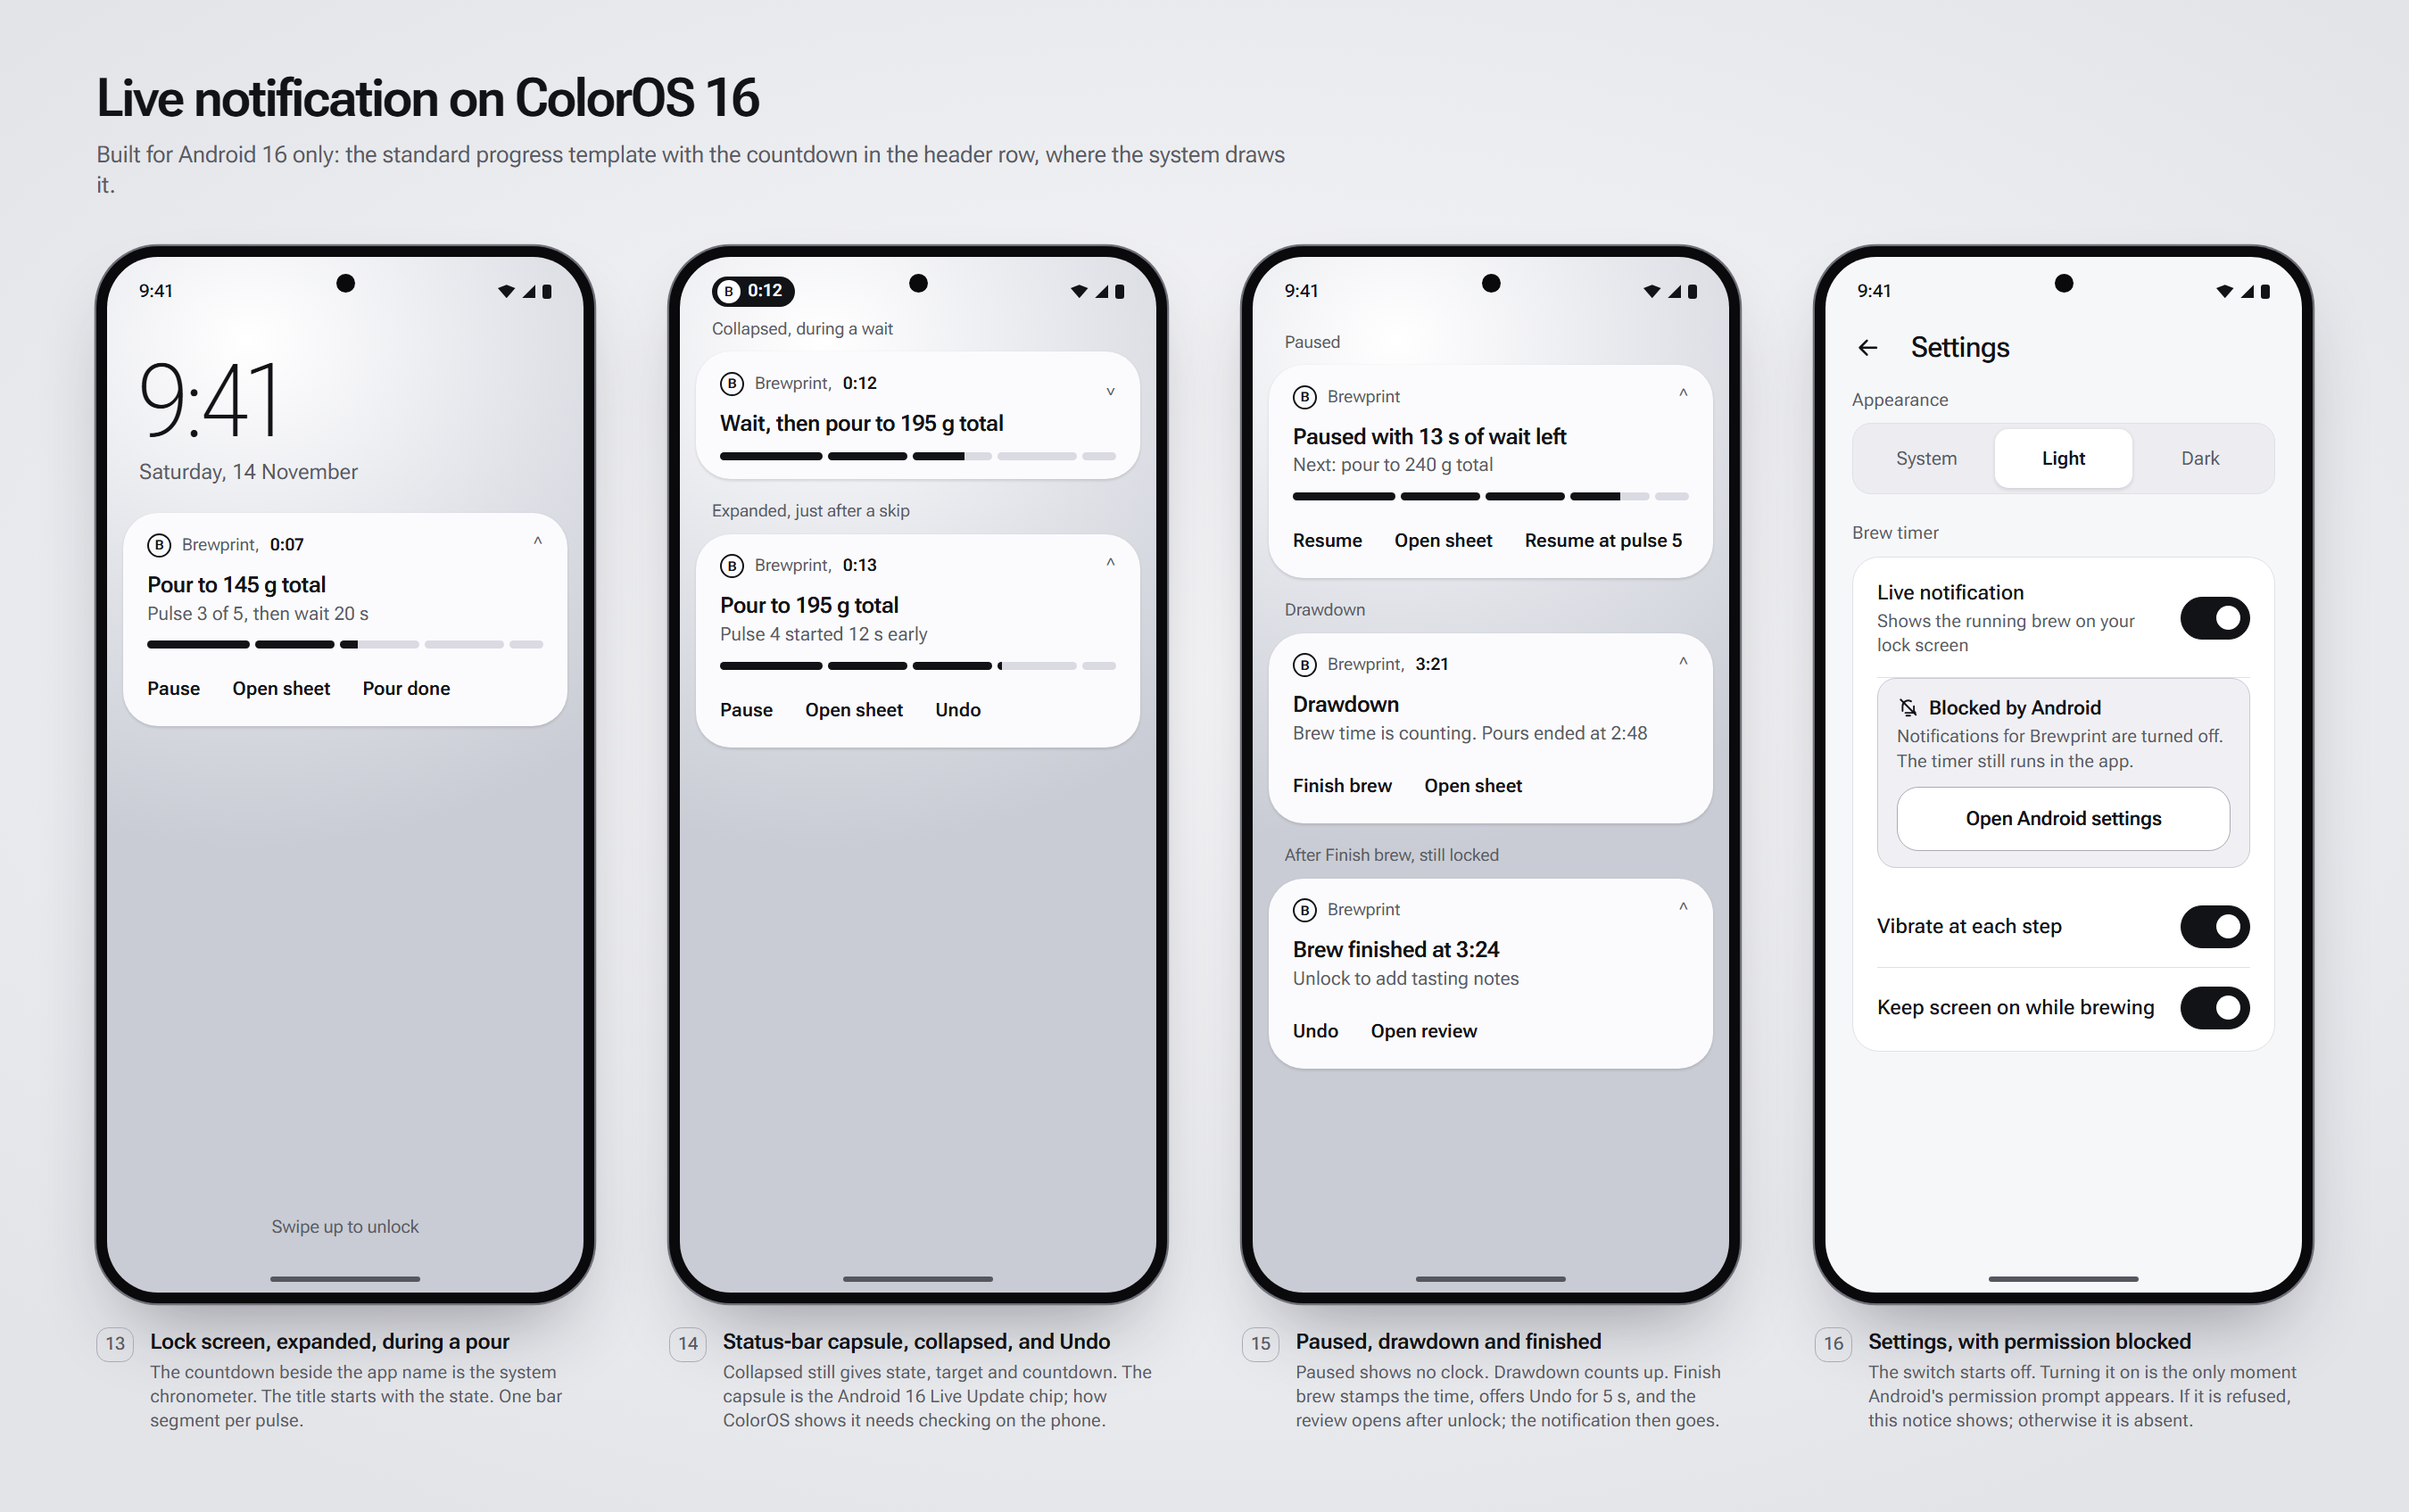 Live notification on ColorOS 16
Built for Android 16 only: the standard progress template with the countdown in the header row, where the system draws
it.
9:41
9:41
Saturday, 14 November
B Brewprint, 0:07
Pour to 145 g total
Pulse 3 of 5, then wait 20 s
Pause Open sheet Pour done
Swipe up to unlock
13 Lock screen, expanded, during a pour
The countdown beside the app name is the system
chronometer. The title starts with the state. One bar
segment per pulse.
B 0:12
Collapsed, during a wait
B Brewprint, 0:12
Wait, then pour to 195 g total
Expanded, just after a skip
B Brewprint, 0:13
Pour to 195 g total
Pulse 4 started 12 s early
Pause Open sheet Undo
14 Status-bar capsule, collapsed, and Undo
Collapsed still gives state, target and countdown. The
capsule is the Android 16 Live Update chip; how
ColorOS shows it needs checking on the phone.
9:41
Paused
B Brewprint
Paused with 13 s of wait left
Next: pour to 240 g total
Resume Open sheet Resume at pulse 5
Drawdown
B Brewprint, 3:21
Drawdown
Brew time is counting. Pours ended at 2:48
Finish brew Open sheet
After Finish brew, still locked
B Brewprint
Brew finished at 3:24
Unlock to add tasting notes
Undo Open review
15 Paused, drawdown and finished
Paused shows no clock. Drawdown counts up. Finish
brew stamps the time, offers Undo for 5 s, and the
review opens after unlock; the notification then goes.
9:41
Settings
Appearance
System Light Dark
Brew timer
Live notification
Shows the running brew on your
lock screen
Blocked by Android
Notifications for Brewprint are turned off.
The timer still runs in the app.
Open Android settings
Vibrate at each step
Keep screen on while brewing
16 Settings, with permission blocked
The switch starts off. Turning it on is the only moment
Android's permission prompt appears. If it is refused,
this notice shows; otherwise it is absent.